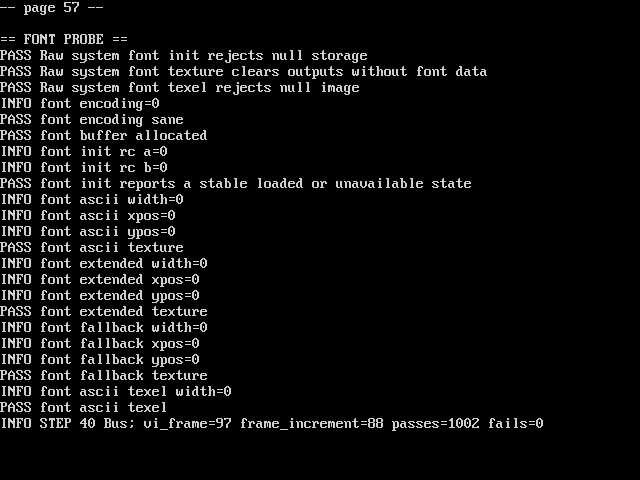 -- page 57 --
== FONT PROBE ==
PASS Raw system font init rejects null storage
PASS Raw system font texture clears outputs without font data
PASS Raw system font texel rejects null image
INFO font encoding=0
PASS font encoding sane
PASS font buffer allocated
INFO font init rc a=0
INFO font init rc b=0
PASS font init reports a stable loaded or unavailable state
INFO font ascii width=0
INFO font ascii xpos=0
INFO font ascii ypos=0
PASS font ascii texture
INFO font extended width=0
INFO font extended xpos=0
INFO font extended ypos=0
PASS font extended texture
INFO font fallback width=0
INFO font fallback xpos=0
INFO font fallback ypos=0
PASS font fallback texture
INFO font ascii texel width=0
PASS font ascii texel
INFO STEP 40 Bus; vi_frame=97 frame_increment=88 passes=1002 fails=0